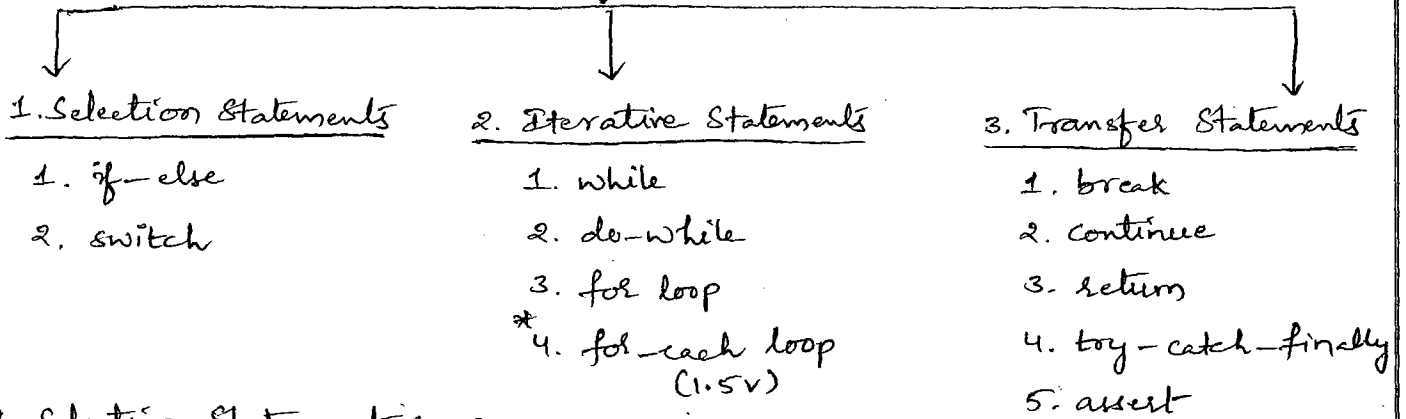 1. Selection Statements
1. if-else
2. switch
2. Iterative Statements
1. while
2. do-while
3. for loop
* 4. for-each loop
(1.5v)
3. Transfer Statements
1. break
2. continue
3. return
4. try-catch-finally
5. assert